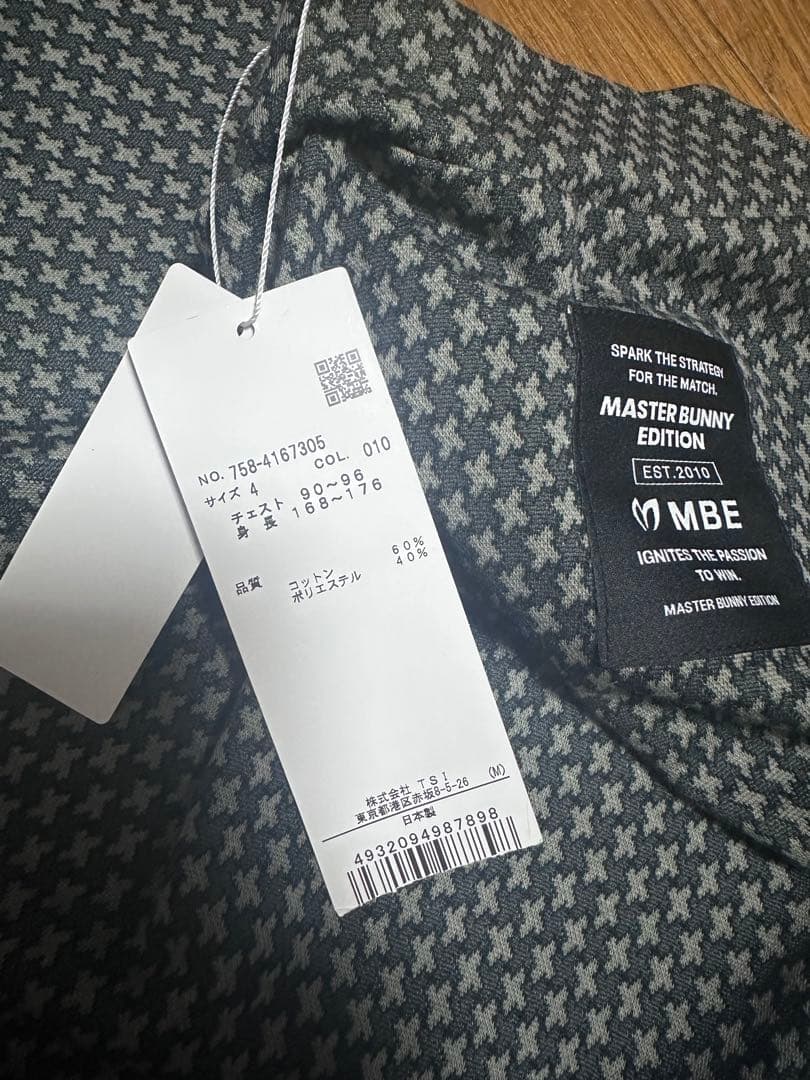 NO. 758-4167305
COL. 010
サイズ 4
チェスト 90~96
身 長 168~176
品質 コットン 60%
ポリエステル 40%
株式会社 TSI (M)
東京都港区赤坂8-5-26
日本製
4932094987898
SPARK THE STRATEGY
FOR THE MATCH.
MASTER BUNNY
EDITION
EST.2010
MBE
IGNITES THE PASSION
TO WIN.
MASTER BUNNY EDITION